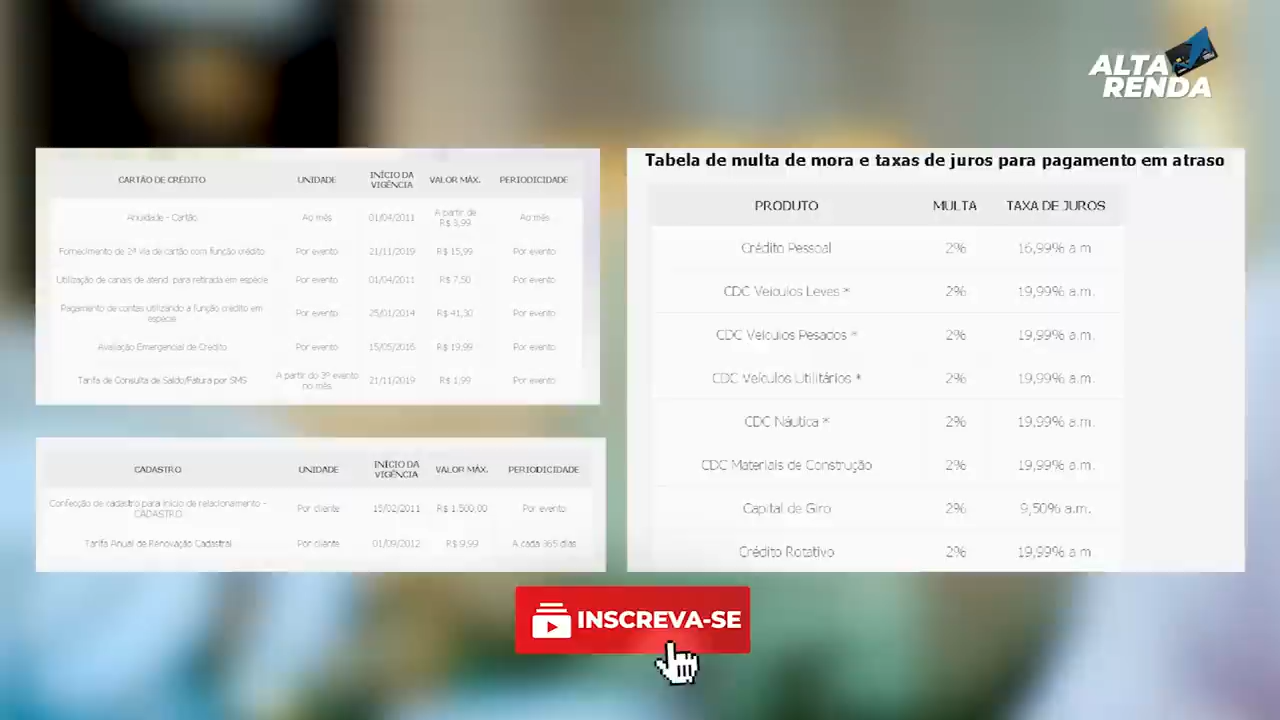 ALTA
RENDA
CARTÃO DE CRÉDITO UNIDADE INÍCIO DA VIGÊNCIA VALOR MÁX. PERIODICIDADE
Anuidade - Cartão Ao mês 01/04/2011 A partir de R$ 3,99 Ao mês
Fornecimento de 2ª via de cartão com função crédito Por evento 21/11/2019 R$ 15,99 Por evento
Utilização de canais de atend. para retirada em espécie Por evento 01/04/2011 R$ 7,50 Por evento
Pagamento de contas utilizando a função crédito em espécie Por evento 25/01/2014 R$ 41,30 Por evento
Avaliação Emergencial de Crédito Por evento 15/05/2016 R$ 19,99 Por evento
Tarifa de Consulta de Saldo/Fatura por SMS A partir do 3º evento no mês 21/11/2019 R$ 1,99 Por evento
CADASTRO UNIDADE INÍCIO DA VIGÊNCIA VALOR MÁX. PERIODICIDADE
Confecção de cadastro para início de relacionamento - CADASTRO Por cliente 15/02/2011 R$ 1.500,00 Por evento
Tarifa Anual de Renovação Cadastral Por cliente 01/09/2012 R$ 9,99 A cada 365 dias
Tabela de multa de mora e taxas de juros para pagamento em atraso
PRODUTO MULTA TAXA DE JUROS
Crédito Pessoal 2% 16,99% a.m
CDC Veículos Leves * 2% 19,99% a.m.
CDC Veículos Pesados * 2% 19,99% a.m.
CDC Veículos Utilitários * 2% 19,99% a.m.
CDC Náutica * 2% 19,99% a.m.
CDC Materiais de Construção 2% 19,99% a.m.
Capital de Giro 2% 9,50% a.m.
Crédito Rotativo 2% 19,99% a.m
INSCREVA-SE